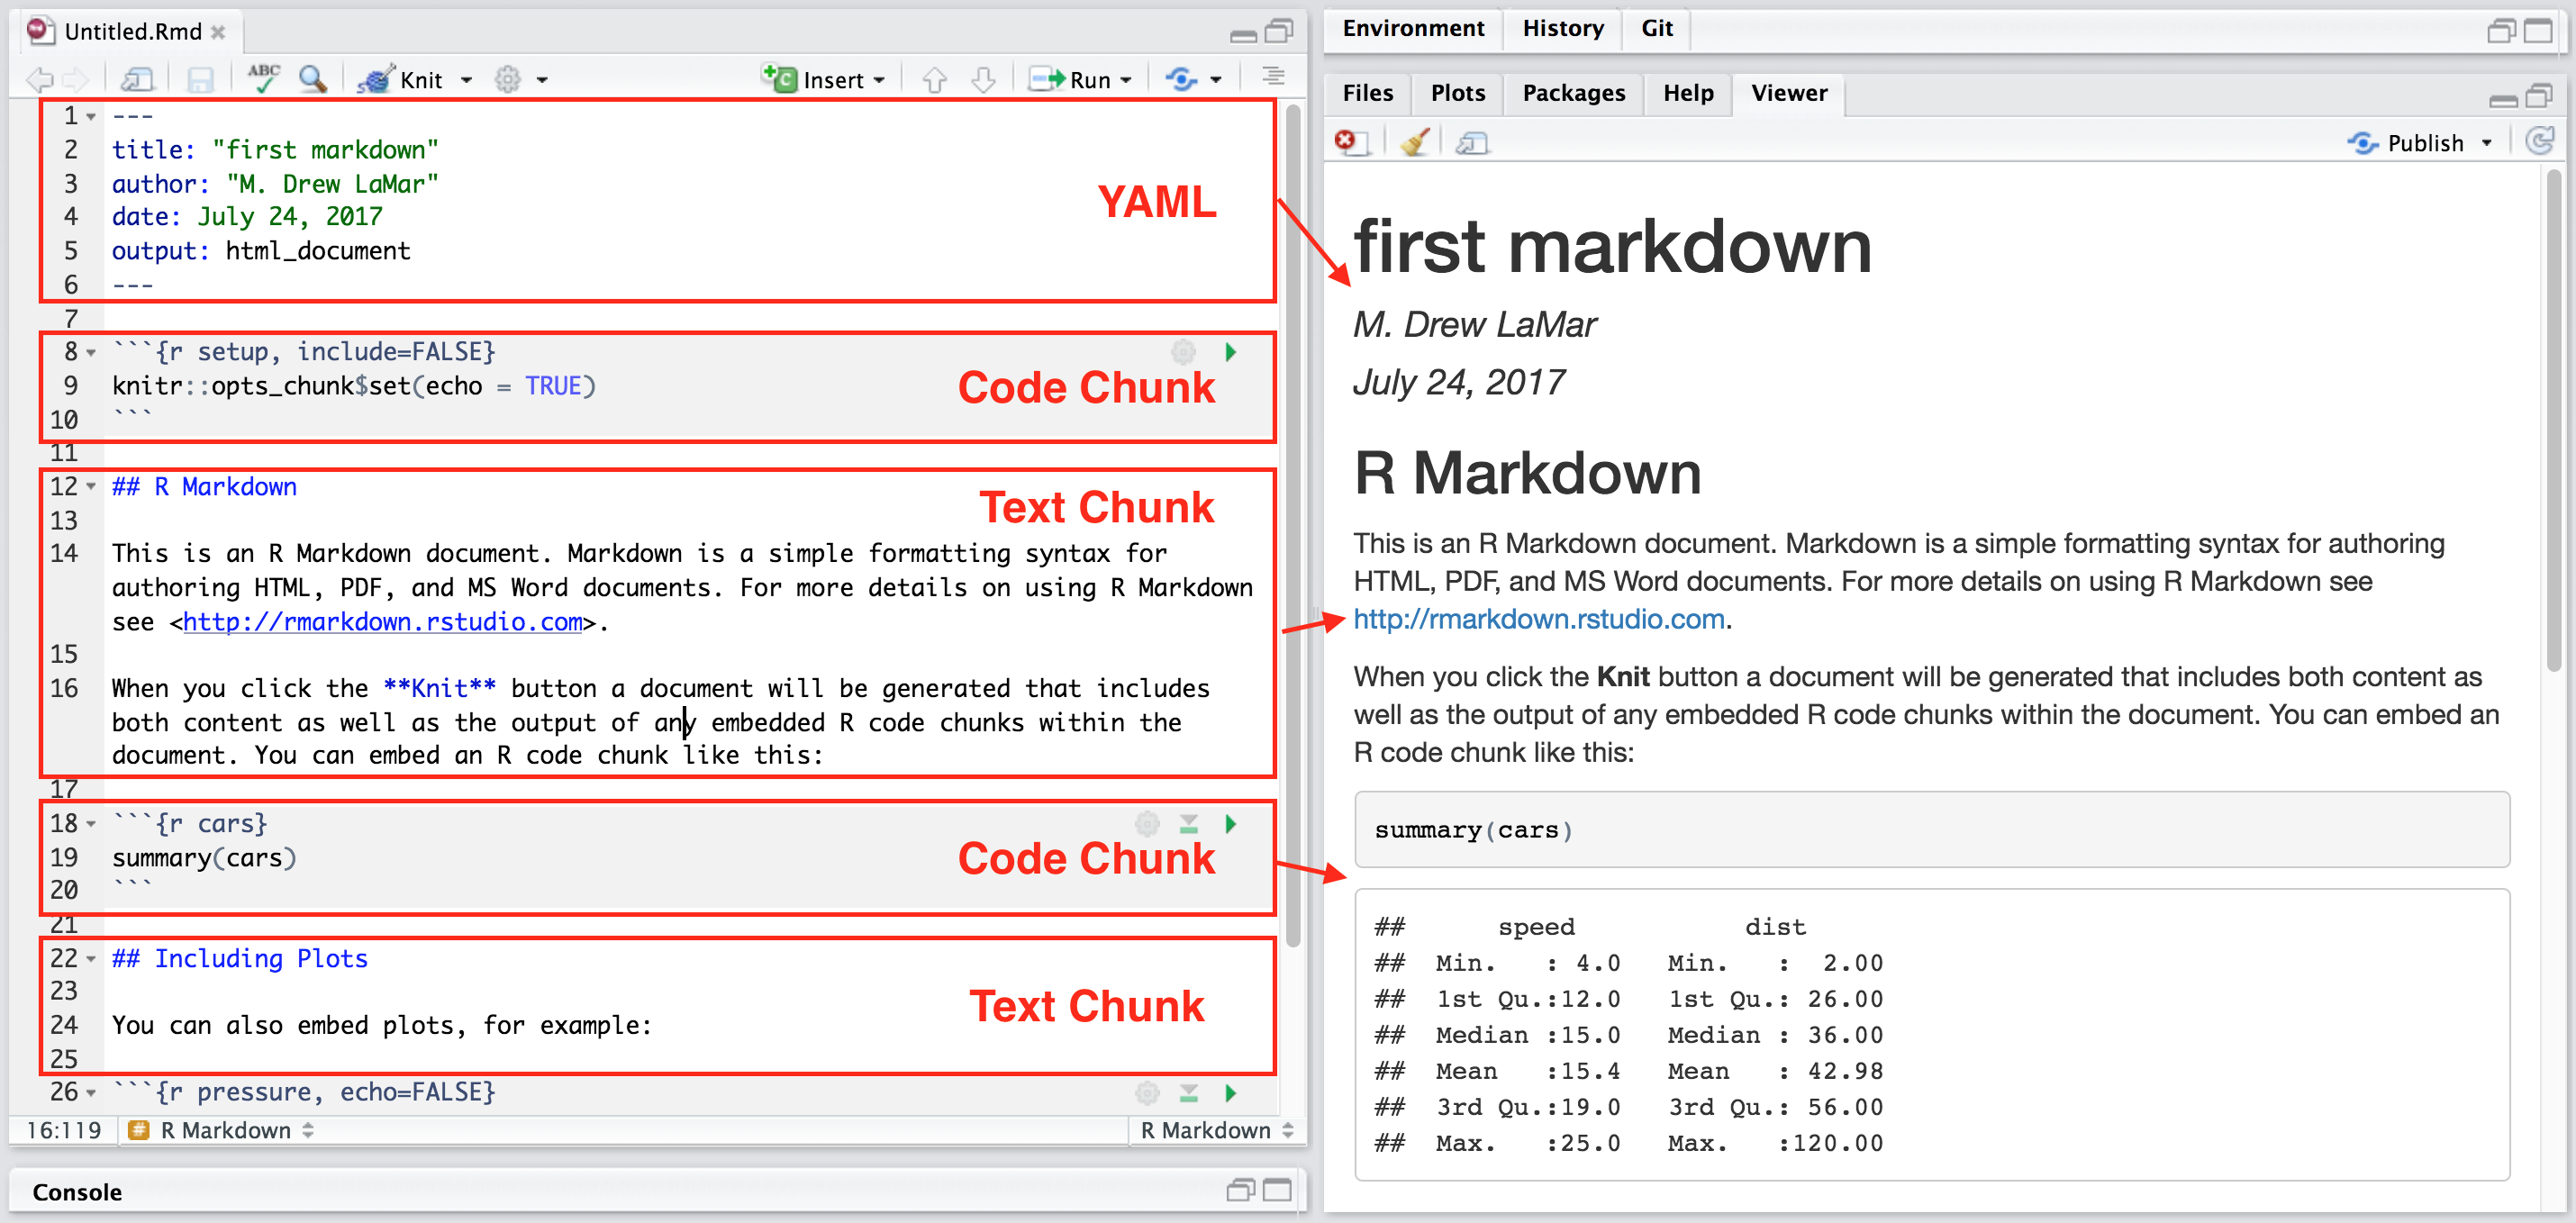 Untitled.Rmd
ABC Knit Insert Run
1 ---
2 title: "first markdown"
3 author: "M. Drew LaMar"
4 date: July 24, 2017
5 output: html_document
6 ---
YAML
7
8 ```{r setup, include=FALSE}
9 knitr::opts_chunk$set(echo = TRUE)
10 ```
Code Chunk
11
12 ## R Markdown
Text Chunk
13
14 This is an R Markdown document. Markdown is a simple formatting syntax for
authoring HTML, PDF, and MS Word documents. For more details on using R Markdown
see <http://rmarkdown.rstudio.com>.
15
16 When you click the **Knit** button a document will be generated that includes
both content as well as the output of any embedded R code chunks within the
document. You can embed an R code chunk like this:
17
18 ```{r cars}
19 summary(cars)
20 ```
Code Chunk
21
22 ## Including Plots
23
24 You can also embed plots, for example:
Text Chunk
25
26 ```{r pressure, echo=FALSE}
16:119 # R Markdown R Markdown
Console
Environment History Git
Files Plots Packages Help Viewer
Publish
first markdown
M. Drew LaMar
July 24, 2017
R Markdown
This is an R Markdown document. Markdown is a simple formatting syntax for authoring
HTML, PDF, and MS Word documents. For more details on using R Markdown see
http://rmarkdown.rstudio.com.
When you click the Knit button a document will be generated that includes both content as
well as the output of any embedded R code chunks within the document. You can embed an
R code chunk like this:
summary(cars)
##      speed           dist
##  Min.   : 4.0   Min.   :  2.00
##  1st Qu.:12.0   1st Qu.: 26.00
##  Median :15.0   Median : 36.00
##  Mean   :15.4   Mean   : 42.98
##  3rd Qu.:19.0   3rd Qu.: 56.00
##  Max.   :25.0   Max.   :120.00